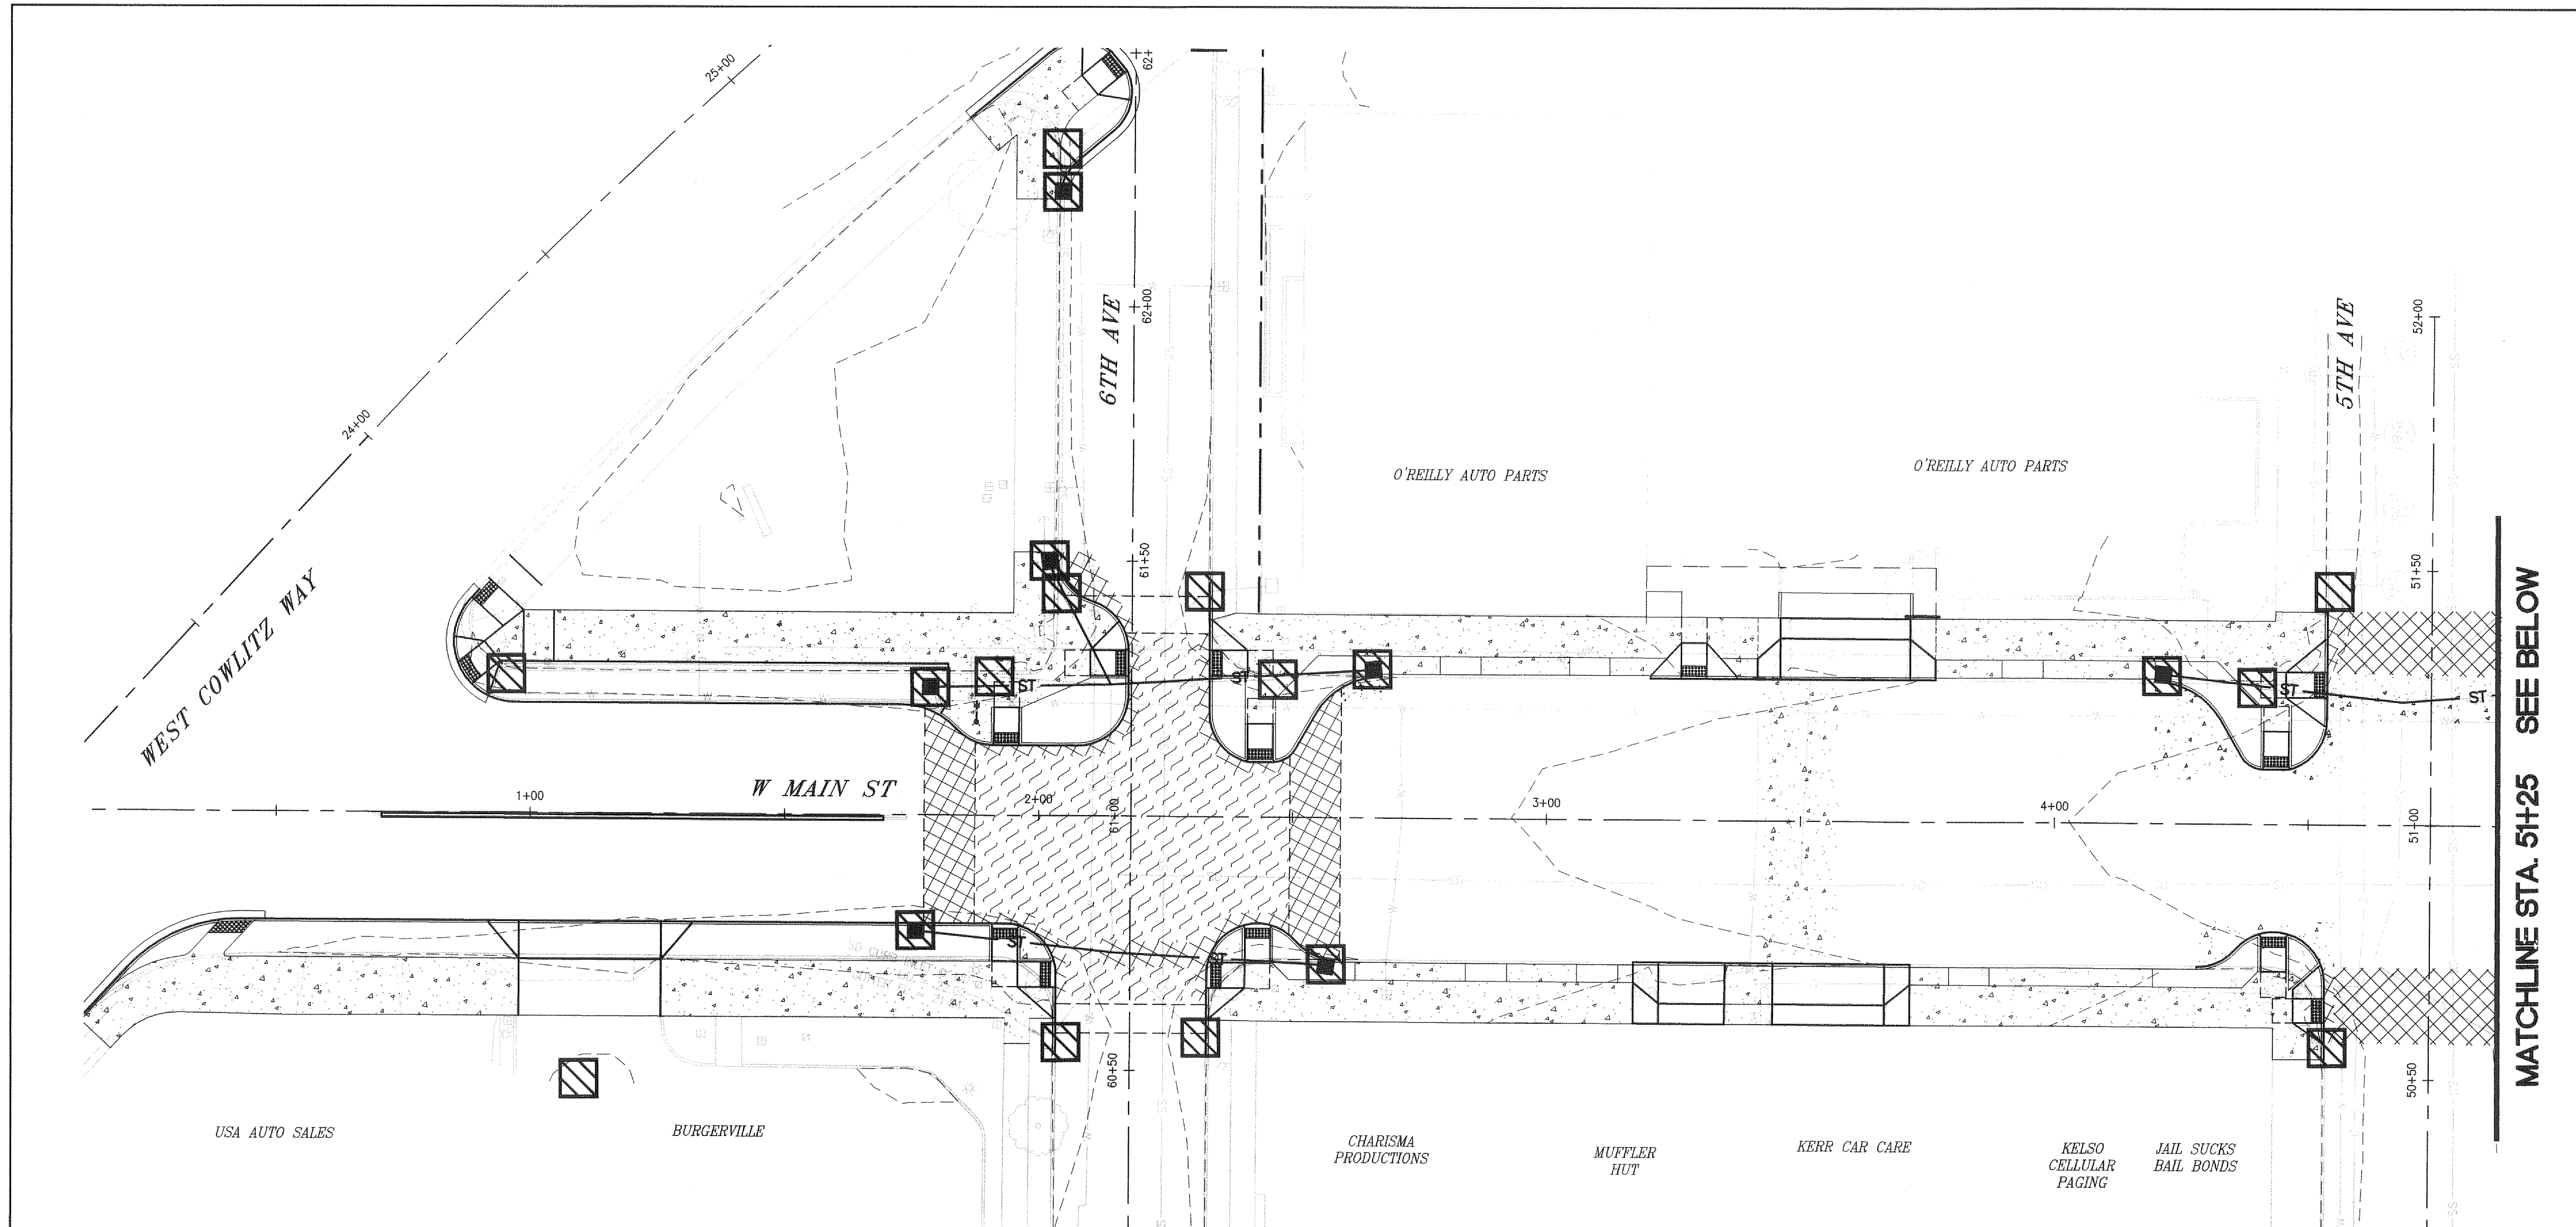 25+00
62+
24+00
6TH AVE
62+00
5TH AVE
52+00
O'REILLY AUTO PARTS
O'REILLY AUTO PARTS
61+50
51+50
WEST COWLITZ WAY
ST
ST
ST
ST
W MAIN ST
1+00
2+00
61+00
3+00
4+00
51+00
MATCHLINE STA. 51+25 SEE BELOW
ST
ST
60+50
50+50
USA AUTO SALES
BURGERVILLE
CHARISMA
PRODUCTIONS
MUFFLER
HUT
KERR CAR CARE
KELSO
CELLULAR
PAGING
JAIL SUCKS
BAIL BONDS